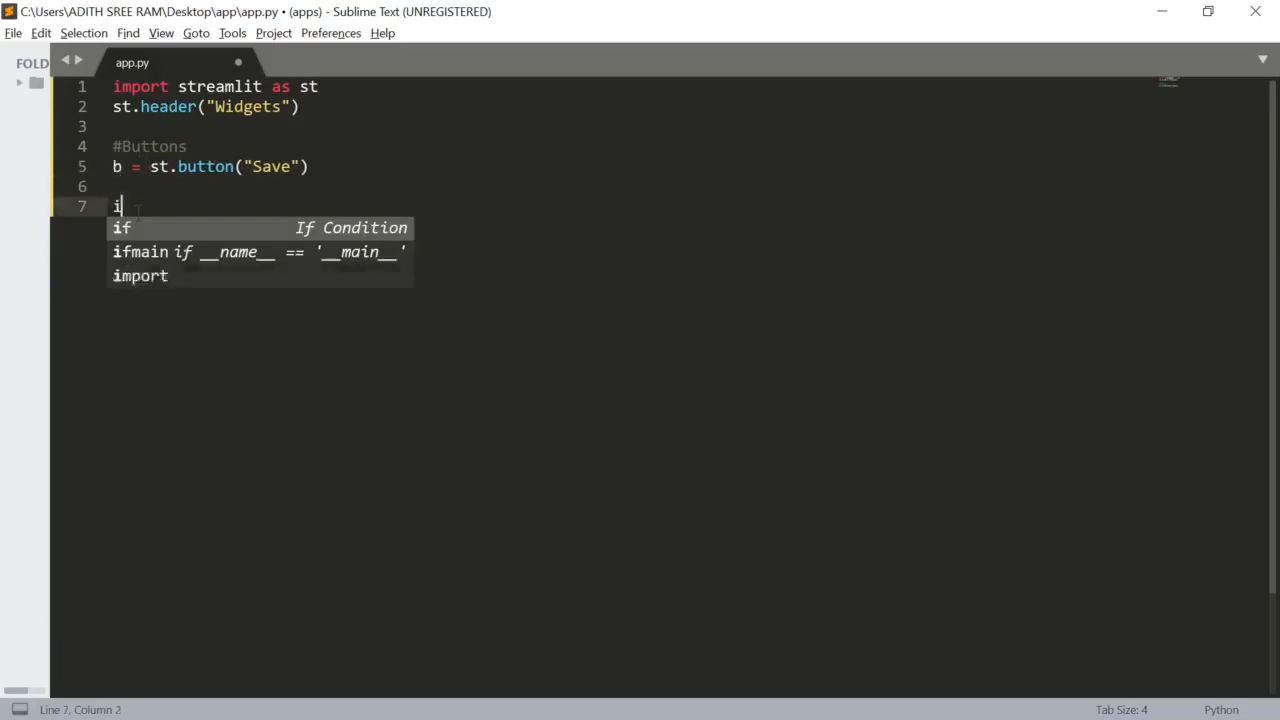 C:\Users\ADITH SREE RAM\Desktop\app\app.py • (apps) - Sublime Text (UNREGISTERED)
File Edit Selection Find View Goto Tools Project Preferences Help
FOLD
app.py
1 import streamlit as st
2 st.header("Widgets")
3
4 #Buttons
5 b = st.button("Save")
6
7 i
if If Condition
ifmain if __name__ == '__main__'
import
Line 7, Column 2 Tab Size: 4 Python